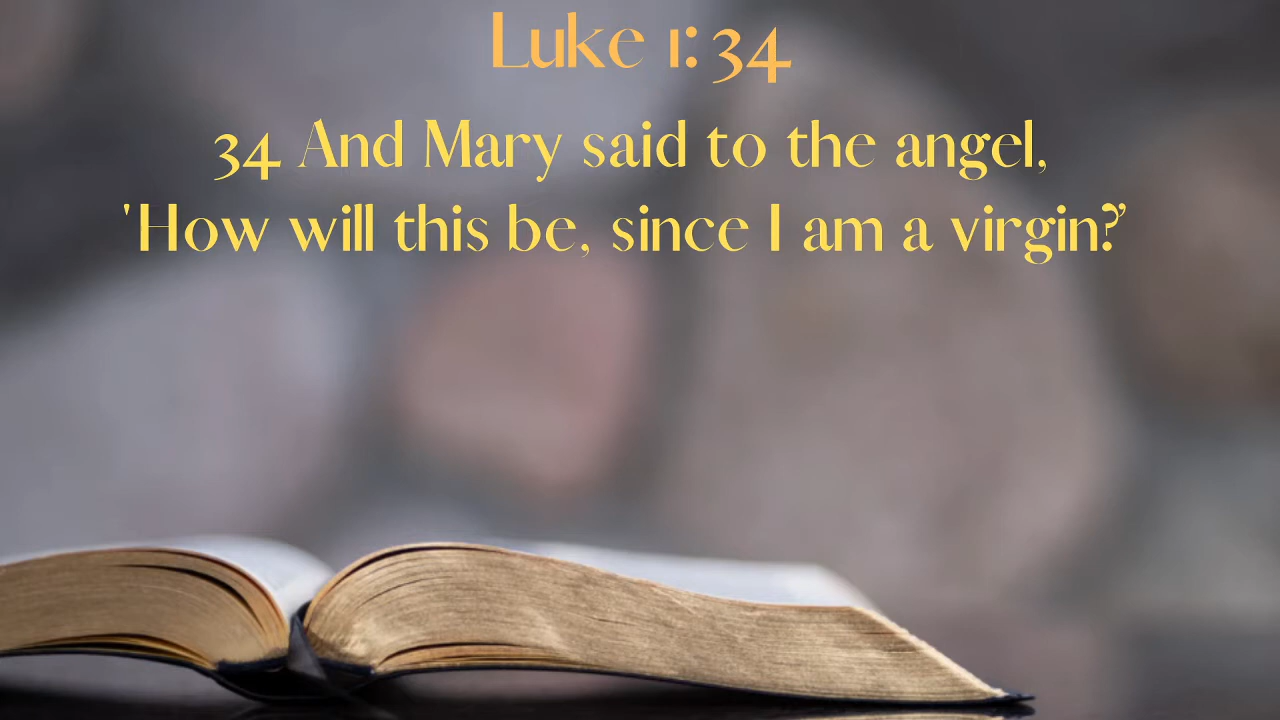 Luke 1:34
34 And Mary said to the angel,
'How will this be, since I am a virgin?'